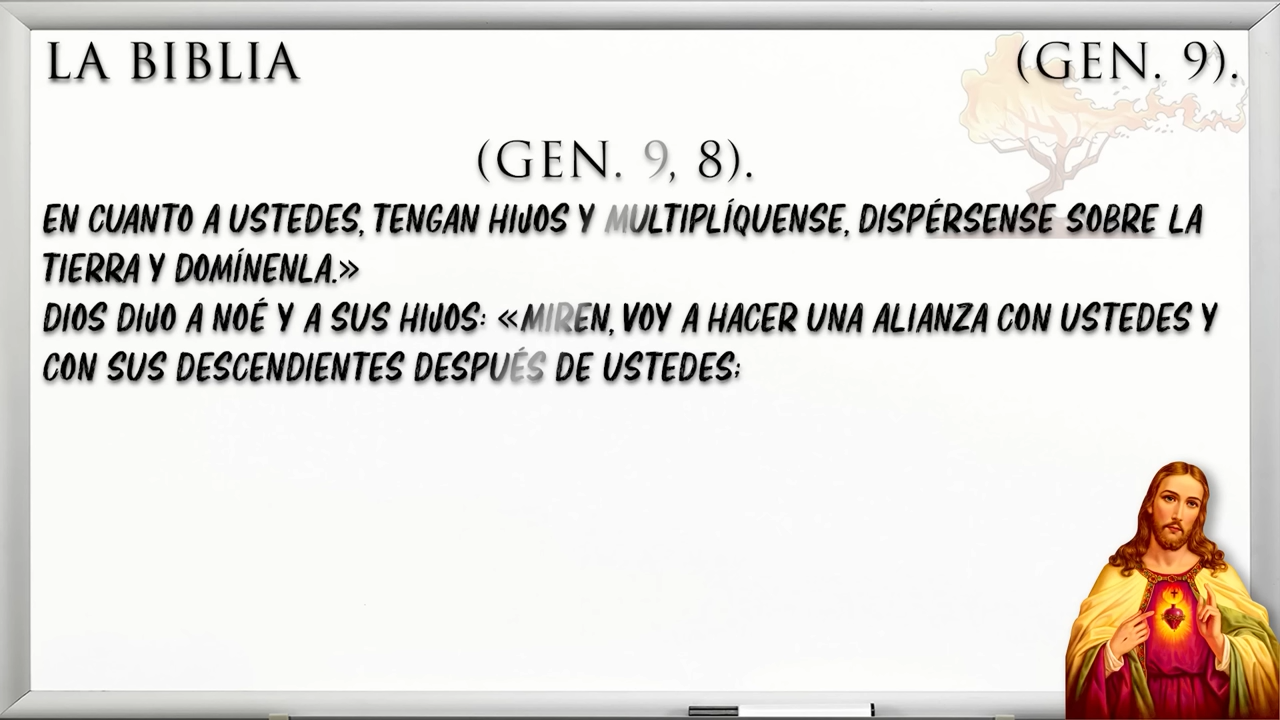 LA BIBLIA
(GEN. 9).
(GEN. 9, 8).
EN CUANTO A USTEDES, TENGAN HIJOS Y MULTIPLÍQUENSE, DISPÉRSENSE SOBRE LA
TIERRA Y DOMÍNENLA.»
DIOS DIJO A NOÉ Y A SUS HIJOS: «MIREN, VOY A HACER UNA ALIANZA CON USTEDES Y
CON SUS DESCENDIENTES DESPUÉS DE USTEDES;